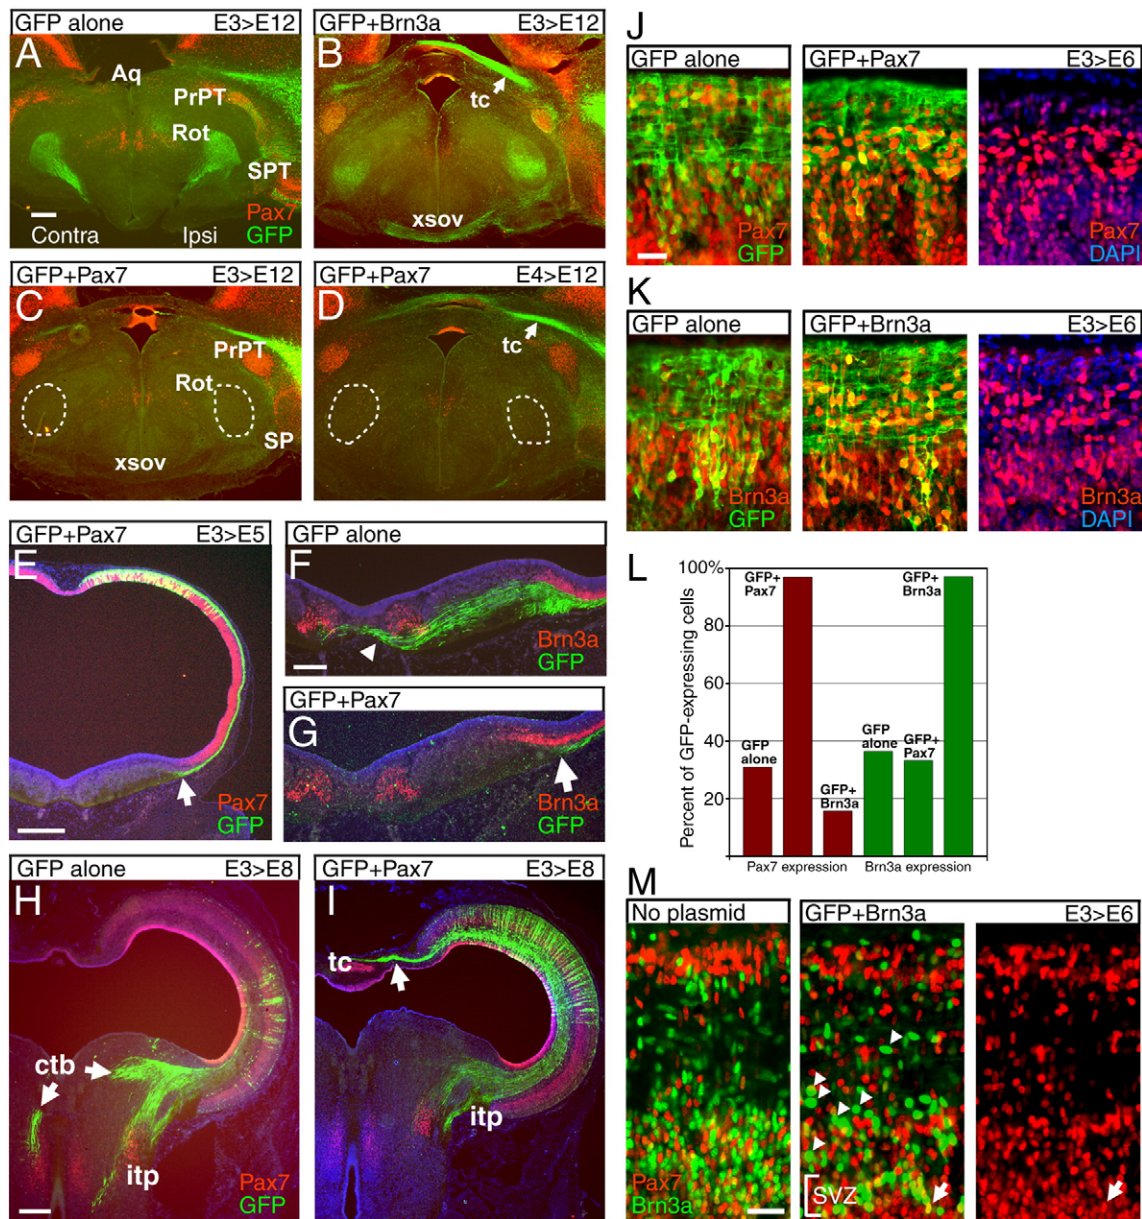 GFP alone E3>E12
A
Aq
PrPT
Rot
SPT
Pax7
GFP
Contra Ipsi
GFP+Brn3a E3>E12
B
tc
xsov
GFP+Pax7 E3>E12
C
PrPT
Rot
SP
xsov
GFP+Pax7 E4>E12
D
tc
GFP+Pax7 E3>E5
E
Pax7
GFP
GFP alone
F
Brn3a
GFP
GFP+Pax7
G
Brn3a
GFP
GFP alone E3>E8
H
ctb
itp
Pax7
GFP
GFP+Pax7 E3>E8
I
tc
itp
J
GFP alone
Pax7
GFP
GFP+Pax7 E3>E6
Pax7
DAPI
K
GFP alone
Brn3a
GFP
GFP+Brn3a E3>E6
Brn3a
DAPI
L
Percent of GFP-expressing cells
100%
80
60
40
20
GFP alone
GFP+ Pax7
GFP+ Brn3a
GFP alone
GFP+ Pax7
GFP+ Brn3a
Pax7 expression Brn3a expression
M
No plasmid
Pax7
Brn3a
GFP+Brn3a E3>E6
SVZ